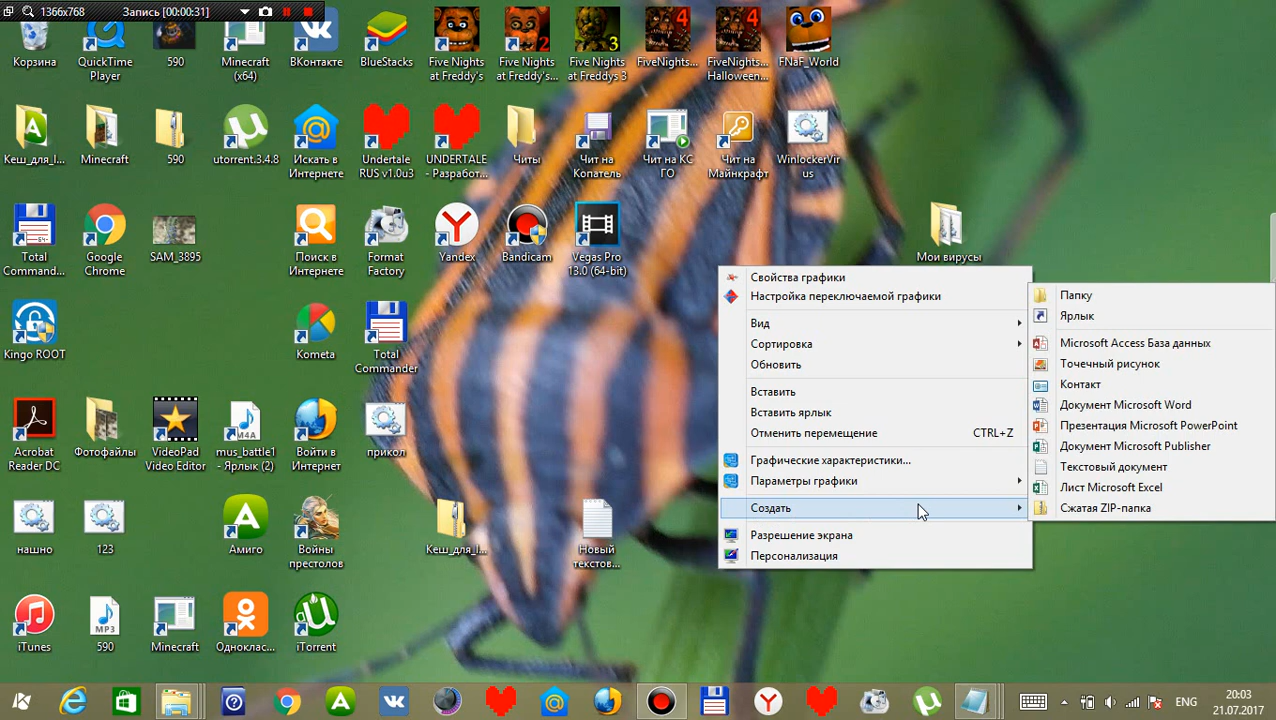 1366x768 Запись [00:00:31]
Корзина
QuickTime
Player
590
Minecraft
(x64)
ВКонтакте
BlueStacks
Five Nights
at Freddy's
2
Five Nights
at Freddy's...
3
Five Nights
at Freddys 3
4
FiveNights...
4
FiveNights...
Halloween...
FNaF_World
Кеш_для_I...
Minecraft
590
utorrent.3.4.8
Искать в
Интернете
Undertale
RUS v1.0u3
UNDERTALE
- Разработ...
Читы
Чит на
Копатель
Чит на КС
ГО
Чит на
Майнкрафт
WinlockerVir
us
Total
Command...
Google
Chrome
SAM_3895
Поиск в
Интернете
Format
Factory
Yandex
Bandicam
Vegas Pro
13.0 (64-bit)
Мои вирусы
Kingo ROOT
Kometa
Total
Commander
Acrobat
Reader DC
Фотофайлы
VideoPad
Video Editor
M4A
mus_battle1
- Ярлык (2)
Войти в
Интернет
прикол
нашно
123
Амиго
Войны
престолов
Кеш_для_I...
Новый
текстов...
iTunes
MP3
590
Minecraft
Однокласс...
iTorrent
Свойства графики
Настройка переключаемой графики
Вид
Сортировка
Обновить
Вставить
Вставить ярлык
Отменить перемещение CTRL+Z
Графические характеристики...
Параметры графики
Создать
Разрешение экрана
Персонализация
Папку
Ярлык
Microsoft Access База данных
Точечный рисунок
Контакт
Документ Microsoft Word
Презентация Microsoft PowerPoint
Документ Microsoft Publisher
Текстовый документ
Лист Microsoft Excel
Сжатая ZIP-папка
ENG
20:03
21.07.2017